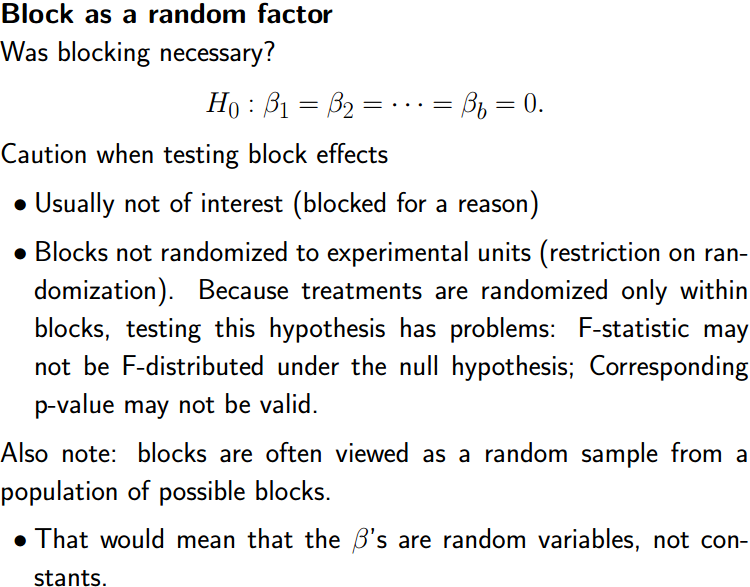 Block as a random factor
Was blocking necessary?
H₀ : β₁ = β₂ = ⋯ = β_b = 0.
Caution when testing block effects
• Usually not of interest (blocked for a reason)
• Blocks not randomized to experimental units (restriction on ran-
domization). Because treatments are randomized only within
blocks, testing this hypothesis has problems: F-statistic may
not be F-distributed under the null hypothesis; Corresponding
p-value may not be valid.
Also note: blocks are often viewed as a random sample from a
population of possible blocks.
• That would mean that the β's are random variables, not con-
stants.